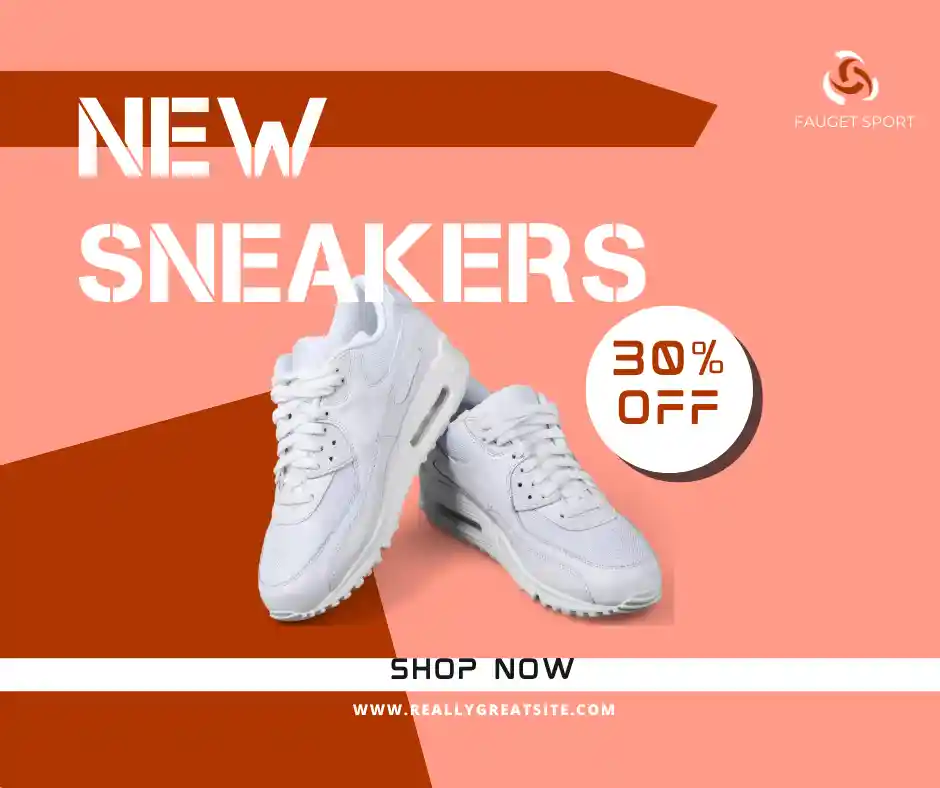 NEW
FAUGET SPORT
SNEAKERS
30%
OFF
SHOP NOW
WWW.REALLYGREATSITE.COM